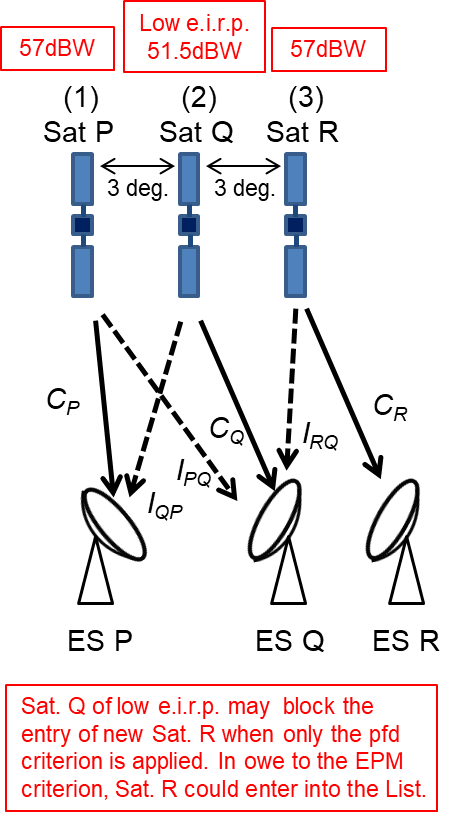 Low e.i.r.p.
57dBW 51.5dBW 57dBW
(1) (2) (3)
Sat P Sat Q Sat R
3 deg. 3 deg.
CP CQ IRQ CR
IPQ
IQP
ES P ES Q ES R
Sat. Q of low e.i.r.p. may block the
entry of new Sat. R when only the pfd
criterion is applied. In owe to the EPM
criterion, Sat. R could enter into the List.